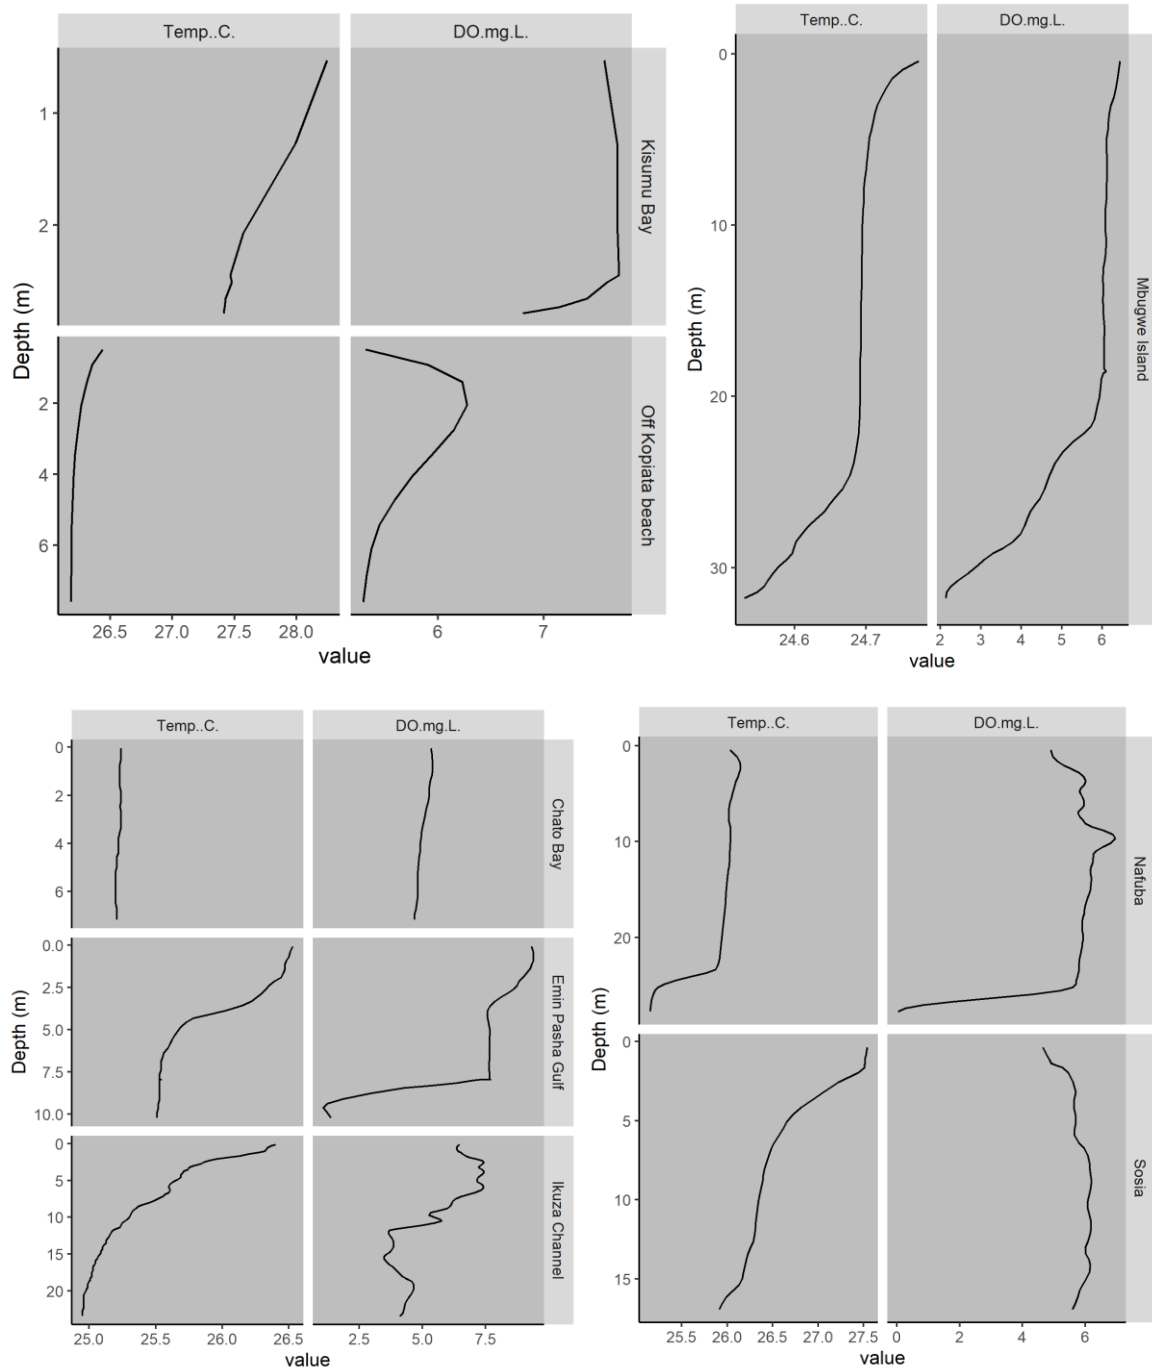 Temp..C. DO.mg.L.
1
2
Kisumu Bay
2
4
6
Off Kopiata beach
Depth (m)
26.5 27.0 27.5 28.0 6 7
value
Temp..C. DO.mg.L.
0
10
20
30
Mbugwe Island
Depth (m)
24.6 24.7 2 3 4 5 6
value
Temp..C. DO.mg.L.
0
2
4
6
Chato Bay
0.0
2.5
5.0
7.5
10.0
Emin Pasha Gulf
0
5
10
15
20
Ikuza Channel
Depth (m)
25.0 25.5 26.0 26.5 2.5 5.0 7.5
value
Temp..C. DO.mg.L.
0
10
20
Nafuba
0
5
10
15
Sosia
Depth (m)
25.5 26.0 26.5 27.0 27.5 0 2 4 6
value